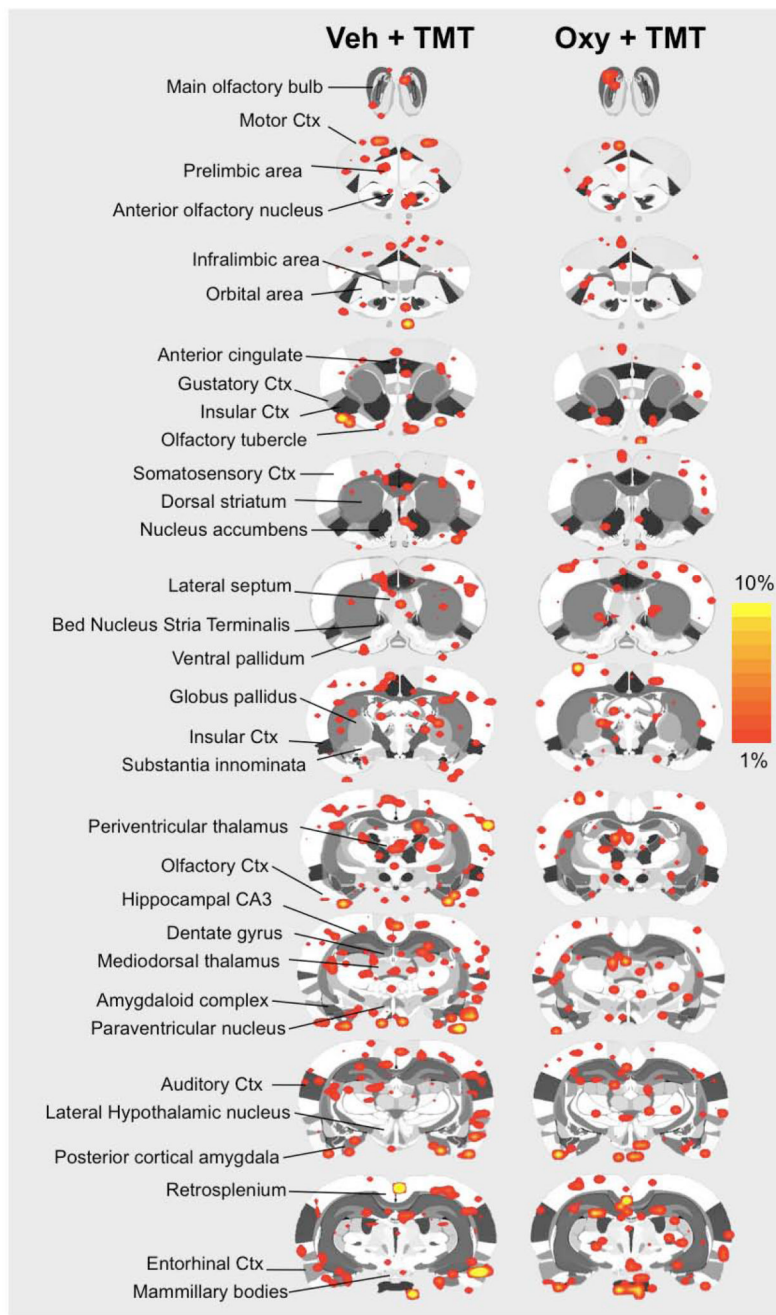 Veh + TMT
Oxy + TMT
Main olfactory bulb
Motor Ctx
Prelimbic area
Anterior olfactory nucleus
Infralimbic area
Orbital area
Anterior cingulate
Gustatory Ctx
Insular Ctx
Olfactory tubercle
Somatosensory Ctx
Dorsal striatum
Nucleus accumbens
Lateral septum
10%
Bed Nucleus Stria Terminalis
Ventral pallidum
Globus pallidus
Insular Ctx
1%
Substantia innominata
Periventricular thalamus
Olfactory Ctx
Hippocampal CA3
Dentate gyrus
Mediodorsal thalamus
Amygdaloid complex
Paraventricular nucleus
Auditory Ctx
Lateral Hypothalamic nucleus
Posterior cortical amygdala
Retrosplenium
Entorhinal Ctx
Mammillary bodies